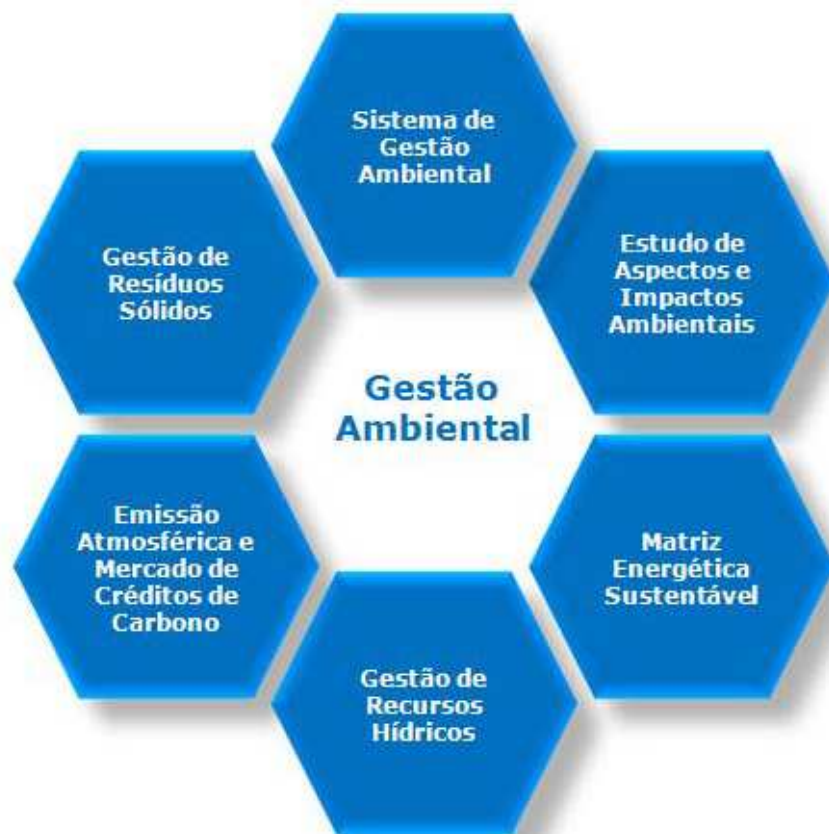 Sistema de
Gestão
Ambiental
Estudo de
Aspectos e
Impactos
Ambientais
Gestão de
Resíduos
Sólidos
Gestão
Ambiental
Matriz
Energética
Sustentável
Emissão
Atmosférica e
Mercado de
Créditos de
Carbono
Gestão de
Recursos
Hídricos